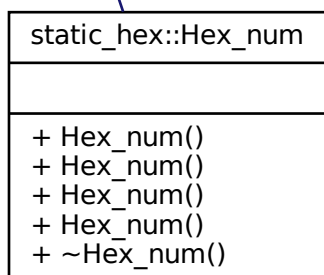 static_hex::Hex_num
+ Hex_num()
+ Hex_num()
+ Hex_num()
+ Hex_num()
+ ~Hex_num()